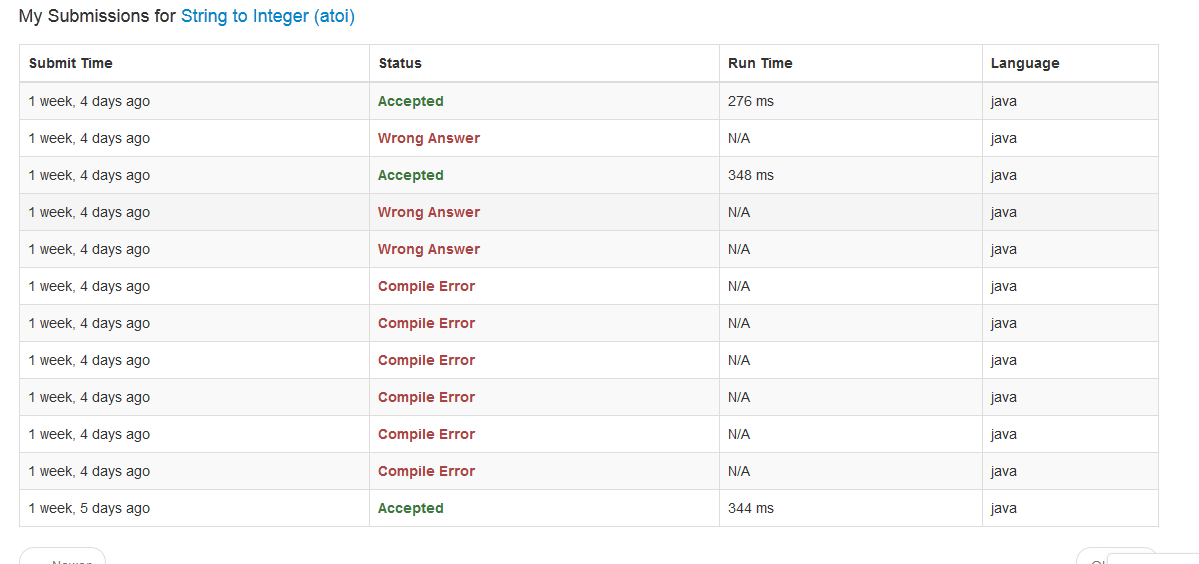 My Submissions for String to Integer (atoi)
Submit Time Status Run Time Language
1 week, 4 days ago Accepted 276 ms java
1 week, 4 days ago Wrong Answer N/A java
1 week, 4 days ago Accepted 348 ms java
1 week, 4 days ago Wrong Answer N/A java
1 week, 4 days ago Wrong Answer N/A java
1 week, 4 days ago Compile Error N/A java
1 week, 4 days ago Compile Error N/A java
1 week, 4 days ago Compile Error N/A java
1 week, 4 days ago Compile Error N/A java
1 week, 4 days ago Compile Error N/A java
1 week, 4 days ago Compile Error N/A java
1 week, 5 days ago Accepted 344 ms java